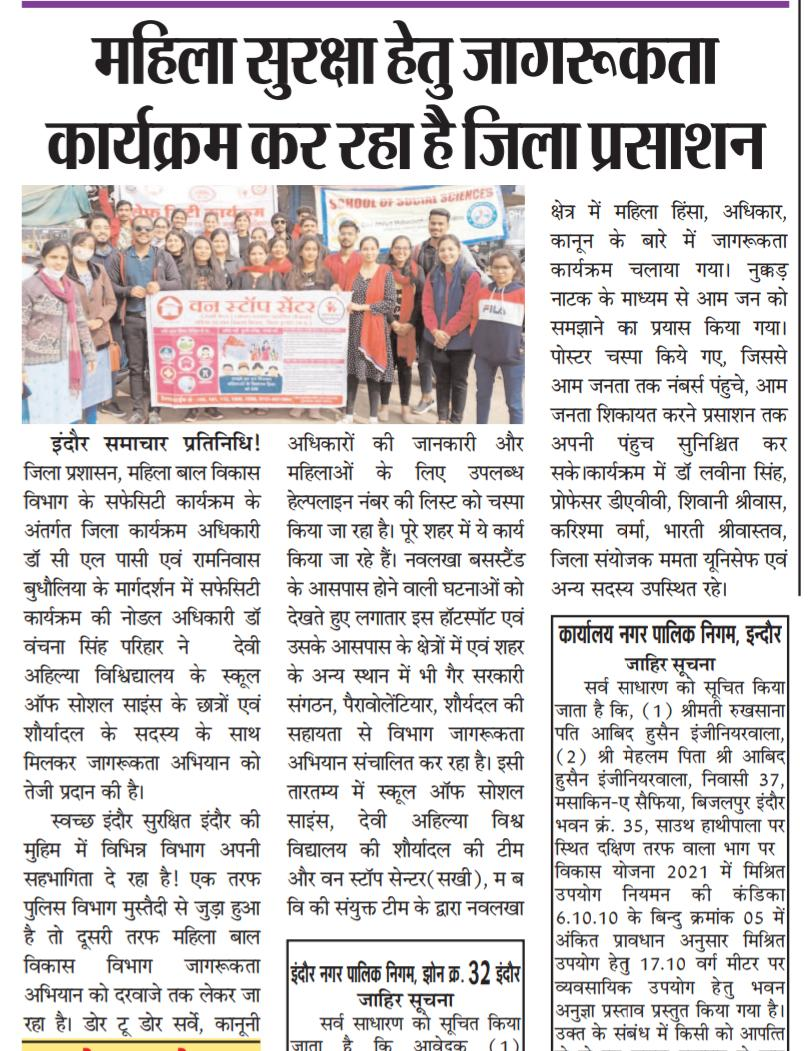 महिला सुरक्षा हेतु जागरूकता
कार्यक्रम कर रहा है जिला प्रसाशन
SCHOOL OF SOCIAL SCIENCES
वन स्टॉप सेंटर
FILA
इंदौर समाचार प्रतिनिधि!
जिला प्रशासन, महिला बाल विकास
विभाग के सफेसिटी कार्यक्रम के
अंतर्गत जिला कार्यक्रम अधिकारी
डॉ सी एल पासी एवं रामनिवास
बुधौलिया के मार्गदर्शन में सफेसिटी
कार्यक्रम की नोडल अधिकारी डॉ
वंचना सिंह परिहार ने देवी
अहिल्या विश्विद्यालय के स्कूल
ऑफ सोशल साइंस के छात्रों एवं
शौर्यादल के सदस्य के साथ
मिलकर जागरूकता अभियान को
तेजी प्रदान की है।
स्वच्छ इंदौर सुरक्षित इंदौर की
मुहिम में विभिन्न विभाग अपनी
सहभागिता दे रहा है! एक तरफ
पुलिस विभाग मुस्तैदी से जुड़ा हुआ
है तो दूसरी तरफ महिला बाल
विकास विभाग जागरूकता
अभियान को दरवाजे तक लेकर जा
रहा है। डोर टू डोर सर्वे, कानूनी
अधिकारों की जानकारी और
महिलाओं के लिए उपलब्ध
हेल्पलाइन नंबर की लिस्ट को चस्पा
किया जा रहा है। पूरे शहर में ये कार्य
किया जा रहे हैं। नवलखा बसस्टैंड
के आसपास होने वाली घटनाओं को
देखते हुए लगातार इस हॉटस्पॉट एवं
उसके आसपास के क्षेत्रों में एवं शहर
के अन्य स्थान में भी गैर सरकारी
संगठन, पैरावोलेंटियार, शौर्यदल की
सहायता से विभाग जागरूकता
अभियान संचालित कर रहा है। इसी
तारतम्य में स्कूल ऑफ सोशल
साइंस, देवी अहिल्या विश्व
विद्यालय की शौर्यादल की टीम
और वन स्टॉप सेन्टर(सखी), म ब
वि की संयुक्त टीम के द्वारा नवलखा
क्षेत्र में महिला हिंसा, अधिकार,
कानून के बारे में जागरूकता
कार्यक्रम चलाया गया। नुक्कड़
नाटक के माध्यम से आम जन को
समझाने का प्रयास किया गया।
पोस्टर चस्पा किये गए, जिससे
आम जनता तक नंबर्स पंहुचे, आम
जनता शिकायत करने प्रसाशन तक
अपनी पंहुच सुनिश्चित कर
सके।कार्यक्रम में डॉ लवीना सिंह,
प्रोफेसर डीएवीवी, शिवानी श्रीवास,
करिश्मा वर्मा, भारती श्रीवास्तव,
जिला संयोजक ममता यूनिसेफ एवं
अन्य सदस्य उपस्थित रहे।
इंदौर नगर पालिक निगम, झोन क्र. 32 इंदौर
जाहिर सूचना
सर्व साधारण को सूचित किया
जाता है कि आवेदक (1)
कार्यालय नगर पालिक निगम, इन्दौर
जाहिर सूचना
सर्व साधारण को सूचित किया
जाता है कि, (1) श्रीमती रुखसाना
पति आबिद हुसैन इंजीनियरवाला,
(2) श्री मेहलम पिता श्री आबिद
हुसैन इंजीनियरवाला, निवासी 37,
मसाकिन-ए सैफिया, बिजलपुर इंदौर
भवन क्रं. 35, साउथ हाथीपाला पर
स्थित दक्षिण तरफ वाला भाग पर
विकास योजना 2021 में मिश्रित
उपयोग नियमन की कंडिका
6.10.10 के बिन्दु क्रमांक 05 में
अंकित प्रावधान अनुसार मिश्रित
उपयोग हेतु 17.10 वर्ग मीटर पर
व्यवसायिक उपयोग हेतु भवन
अनुज्ञा प्रस्ताव प्रस्तुत किया गया है।
उक्त के संबंध में किसी को आपत्ति